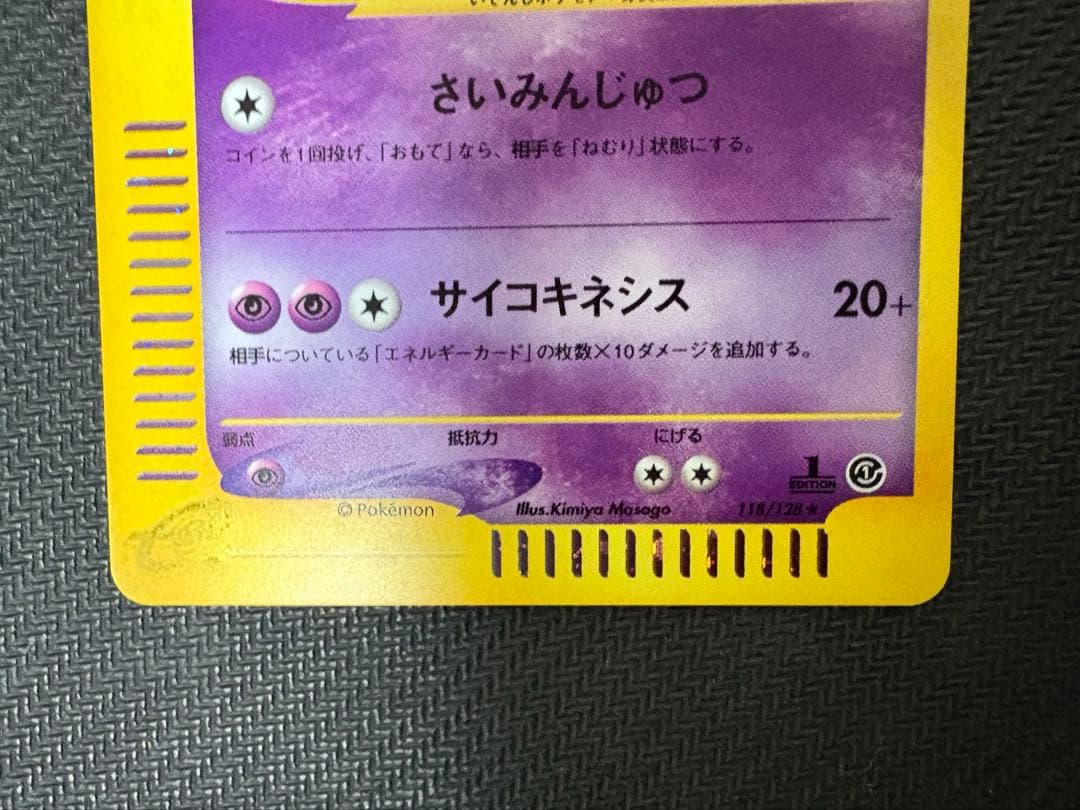 さいみんじゅつ
コインを1回投げ、「おもて」なら、相手を「ねむり」状態にする。
サイコキネシス 20+
相手についている「エネルギーカード」の枚数×10ダメージを追加する。
弱点 抵抗力 にげる
1 EDITION
©Pokémon Illus.Kimiya Masago 118/128★